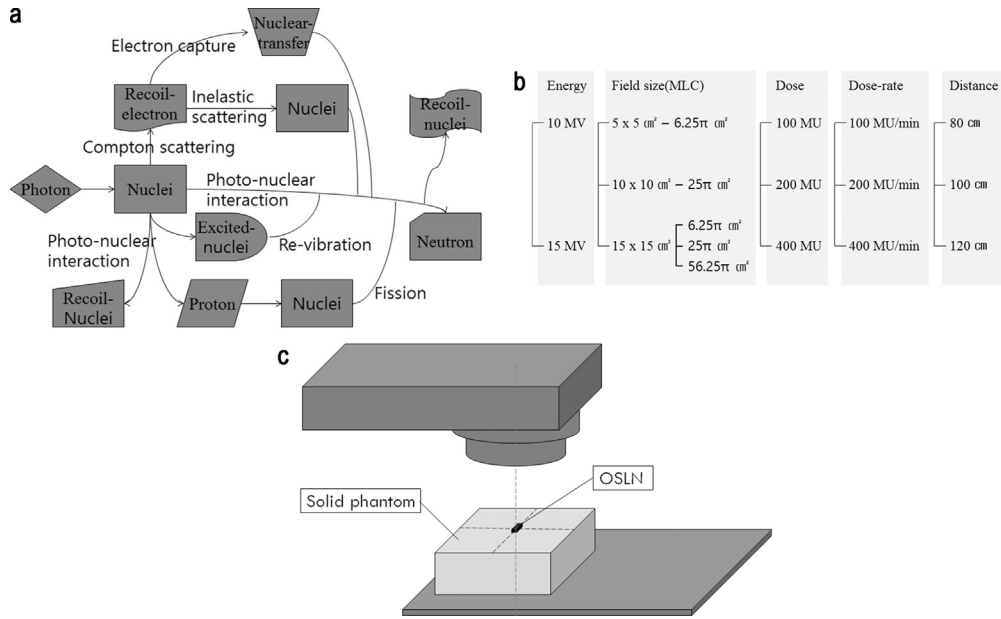 a
Nuclear-
transfer
Electron capture
Recoil-
electron
Inelastic
scattering
Nuclei
Recoil-
nuclei
Compton scattering
Photon
Nuclei
Photo-nuclear
interaction
Excited-
nuclei
Re-vibration
Neutron
Photo-nuclear
interaction
Recoil-
Nuclei
Proton
Nuclei
Fission
b
Energy
Field size(MLC)
Dose
Dose-rate
Distance
10 MV
5 x 5 ㎠ − 6.25π ㎠
100 MU
100 MU/min
80 ㎝
10 x 10 ㎠ − 25π ㎠
200 MU
200 MU/min
100 ㎝
15 MV
15 x 15 ㎠
6.25π ㎠
25π ㎠
56.25π ㎠
400 MU
400 MU/min
120 ㎝
c
OSLN
Solid phantom